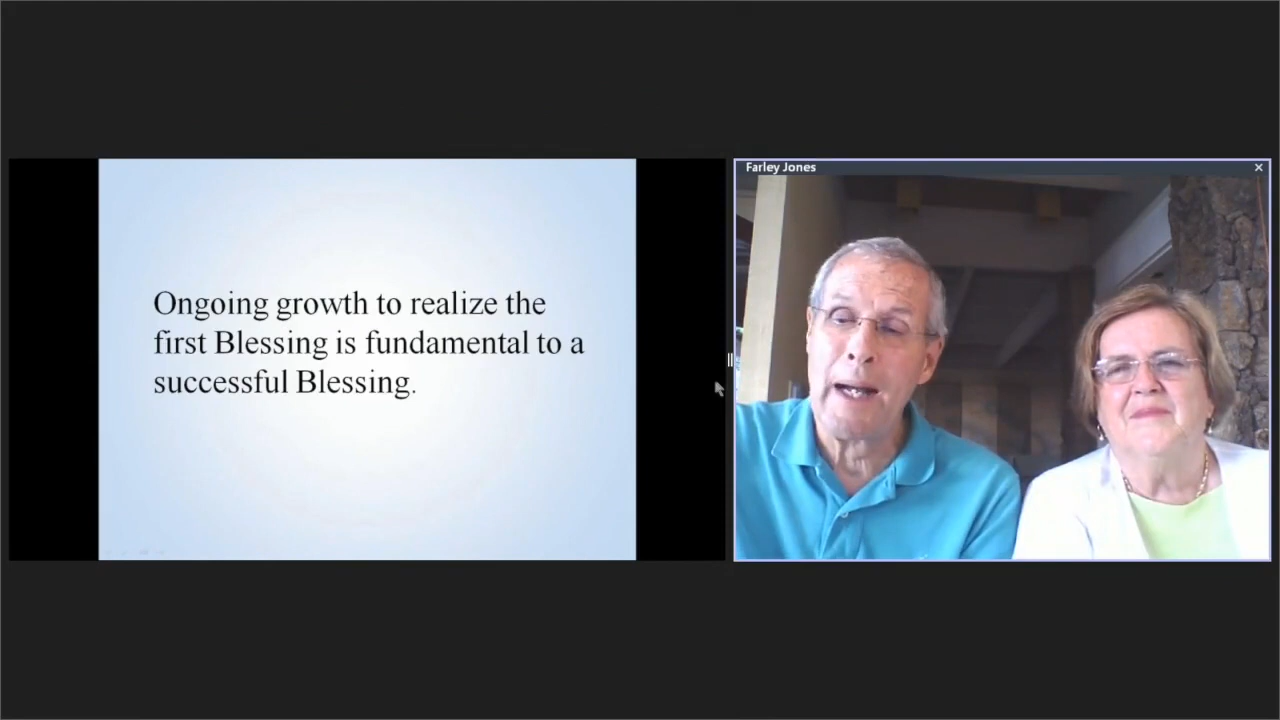 Ongoing growth to realize the
first Blessing is fundamental to a
successful Blessing.
Farley Jones